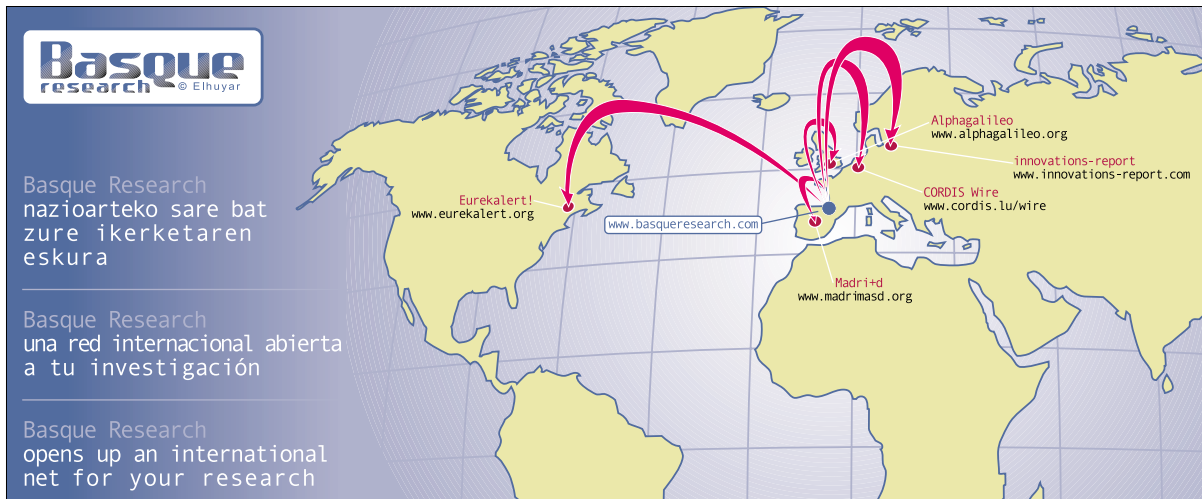 Basque
research © Elhuyar
Basque Research
nazioarteko sare bat
zure ikerketaren
eskura
Basque Research
una red internacional abierta
a tu investigación
Basque Research
opens up an international
net for your research
Eurekalert!
www.eurekalert.org
www.basqueresearch.com
Madri+d
www.madrimasd.org
Alphagalileo
www.alphagalileo.org
innovations-report
www.innovations-report.com
CORDIS Wire
www.cordis.lu/wire